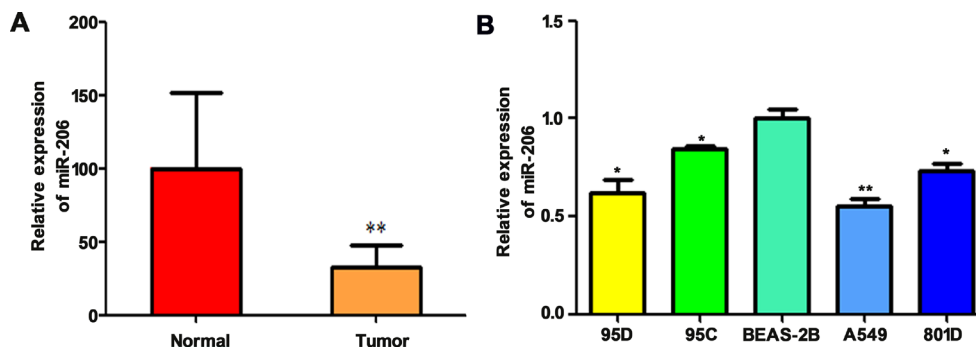 A
Relative expression
of miR-206
200
150
100
50
0
**
Normal
Tumor
B
Relative expression
of miR-206
1.5
1.0
0.5
0.0
*
*
**
*
95D
95C
BEAS-2B
A549
801D